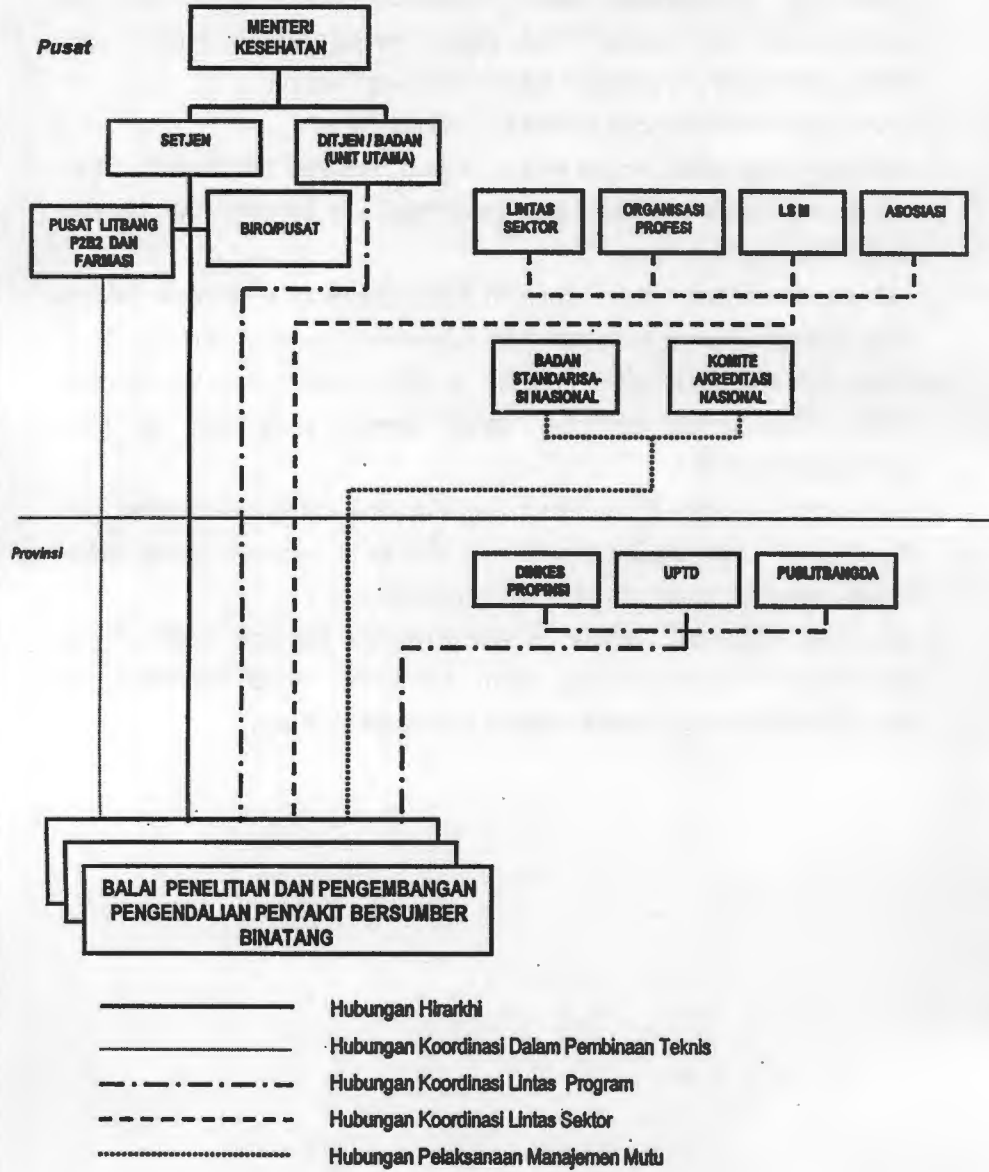 Pusat
MENTERI
KESEHATAN
SETJEN
DITJEN / BADAN
(UNIT UTAMA)
PUSAT LITBANG
P2B2 DAN
FARMASI
BIRO/PUSAT
LINTAS
SEKTOR
ORGANISASI
PROFESI
LSM
ASOSIASI
BADAN
STANDARISA-
SI NASIONAL
KOMITE
AKREDITASI
NASIONAL
Provinsi
DINKES
PROPINSI
UPTD
PUSLITBANGDA
BALAI PENELITIAN DAN PENGEMBANGAN
PENGENDALIAN PENYAKIT BERSUMBER
BINATANG
Hubungan Hirarkhi
Hubungan Koordinasi Dalam Pembinaan Teknis
Hubungan Koordinasi Lintas Program
Hubungan Koordinasi Lintas Sektor
Hubungan Pelaksanaan Manajemen Mutu